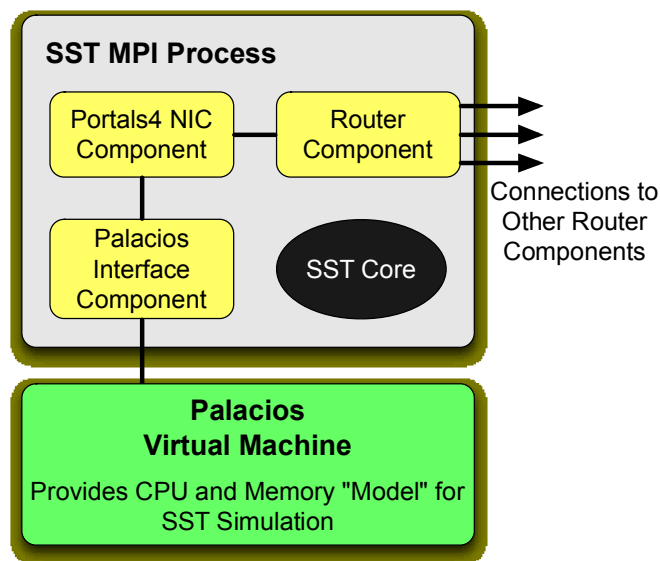 SST MPI Process
Portals4 NIC
Component
Router
Component
Connections to
Other Router
Components
Palacios
Interface
Component
SST Core
Palacios
Virtual Machine
Provides CPU and Memory "Model" for
SST Simulation